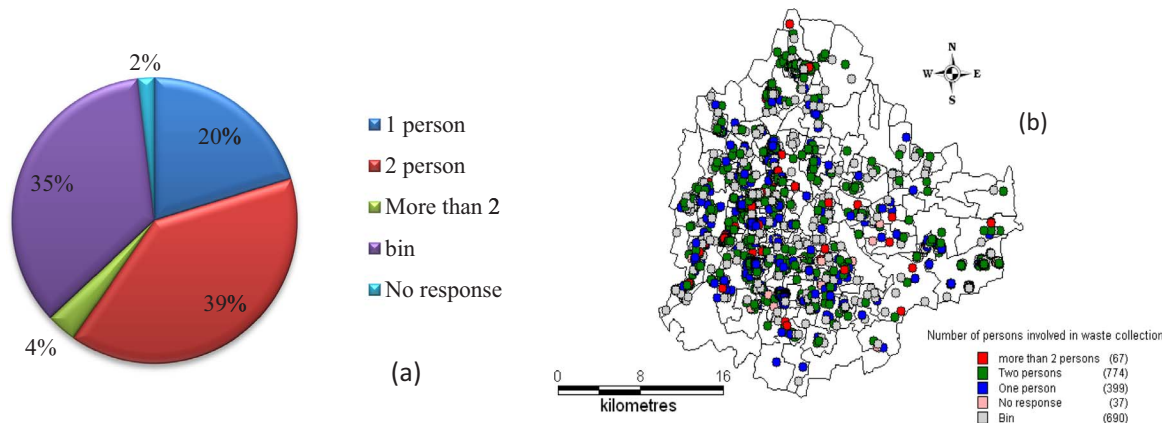 2%
20%
35%
39%
4%
1 person
2 person
More than 2
bin
No response
(a)
N
W E
S
(b)
0 8 16
kilometres
Number of persons involved in waste collection
more than 2 persons (67)
Two persons (774)
One person (399)
No response (37)
Bin (690)